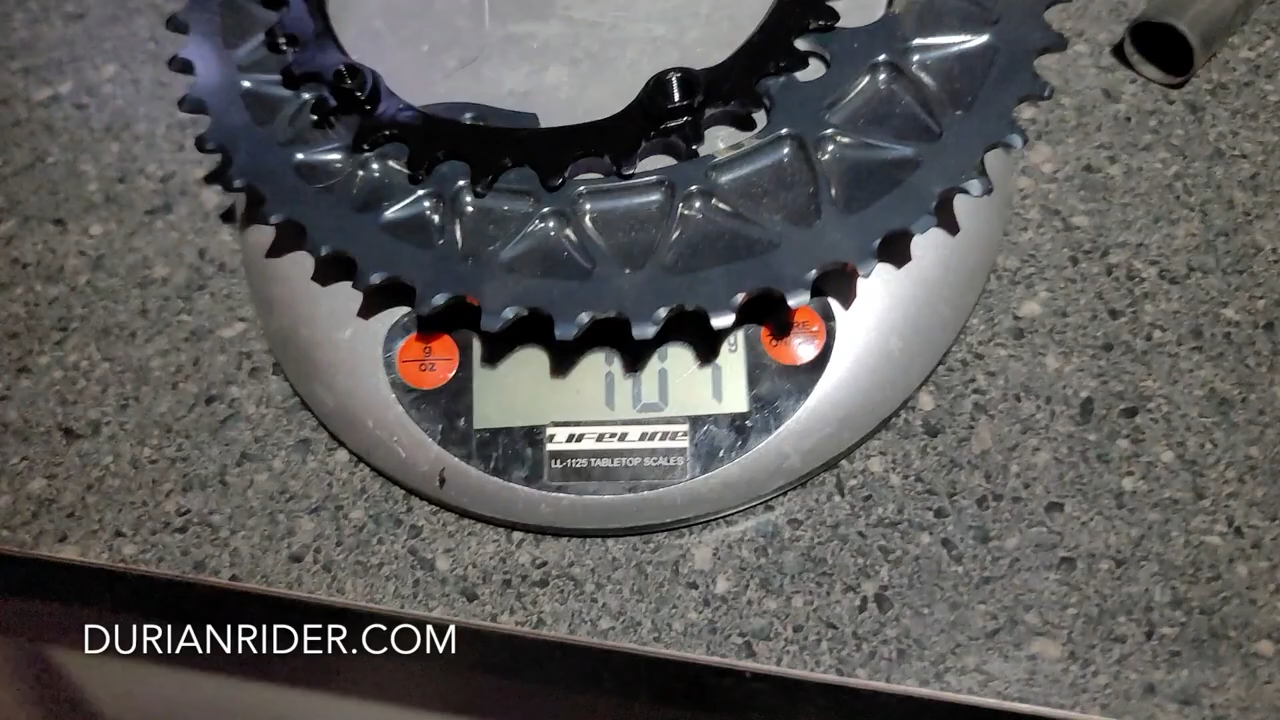 g
oz
g
LIFELINE
LL-1125 TABLETOP SCALES
DURIANRIDER.COM